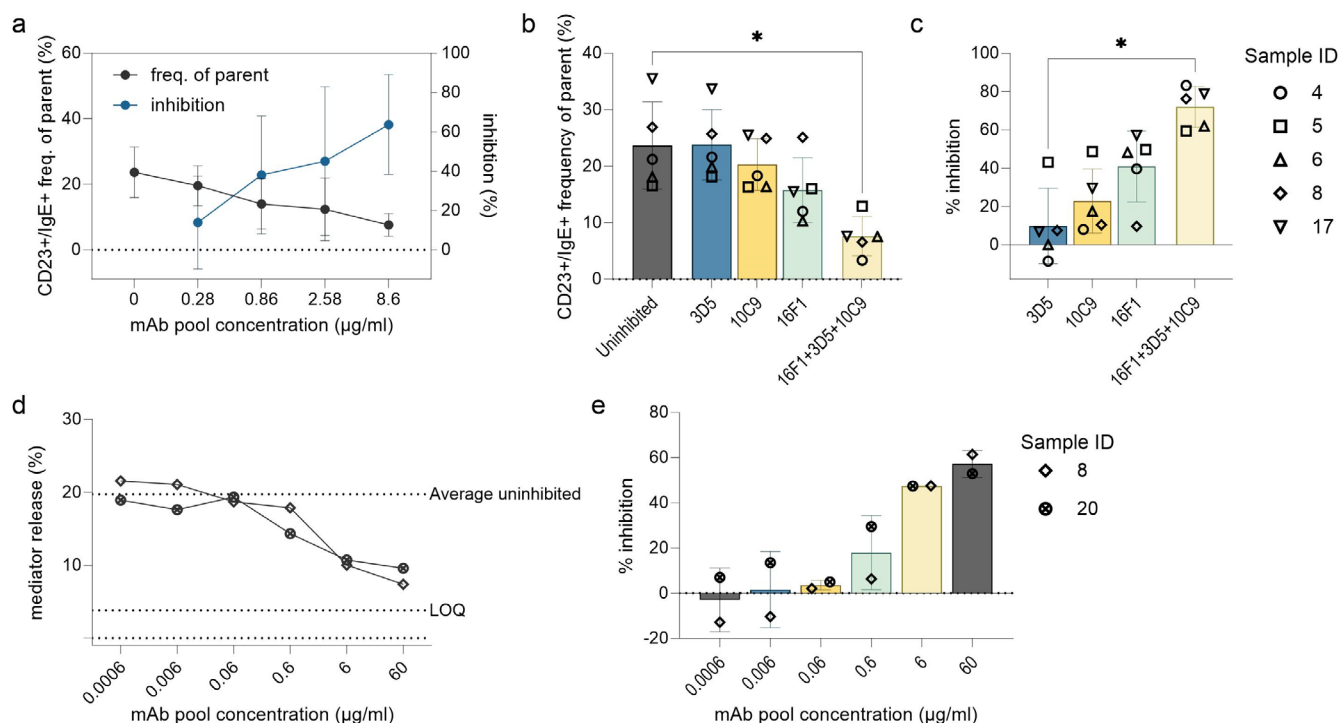 a
60
40
20
0
CD23+/IgE+ freq. of parent (%)
freq. of parent
inhibition
100
80
60
40
20
0
inhibition (%)
0
0.28
0.86
2.58
8.6
mAb pool concentration (µg/ml)
b
40
30
20
10
0
CD23+/IgE+ frequency of parent (%)
*
Uninhibited
3D5
10C9
16F1
16F1+3D5+10C9
c
100
80
60
40
20
0
% inhibition
*
3D5
10C9
16F1
16F1+3D5+10C9
Sample ID
4
5
6
8
17
d
30
20
10
mediator release (%)
Average uninhibited
LOQ
0.0006
0.006
0.06
0.6
6
60
mAb pool concentration (µg/ml)
e
80
60
40
20
0
-20
% inhibition
0.0006
0.006
0.06
0.6
6
60
mAb pool concentration (µg/ml)
Sample ID
8
20